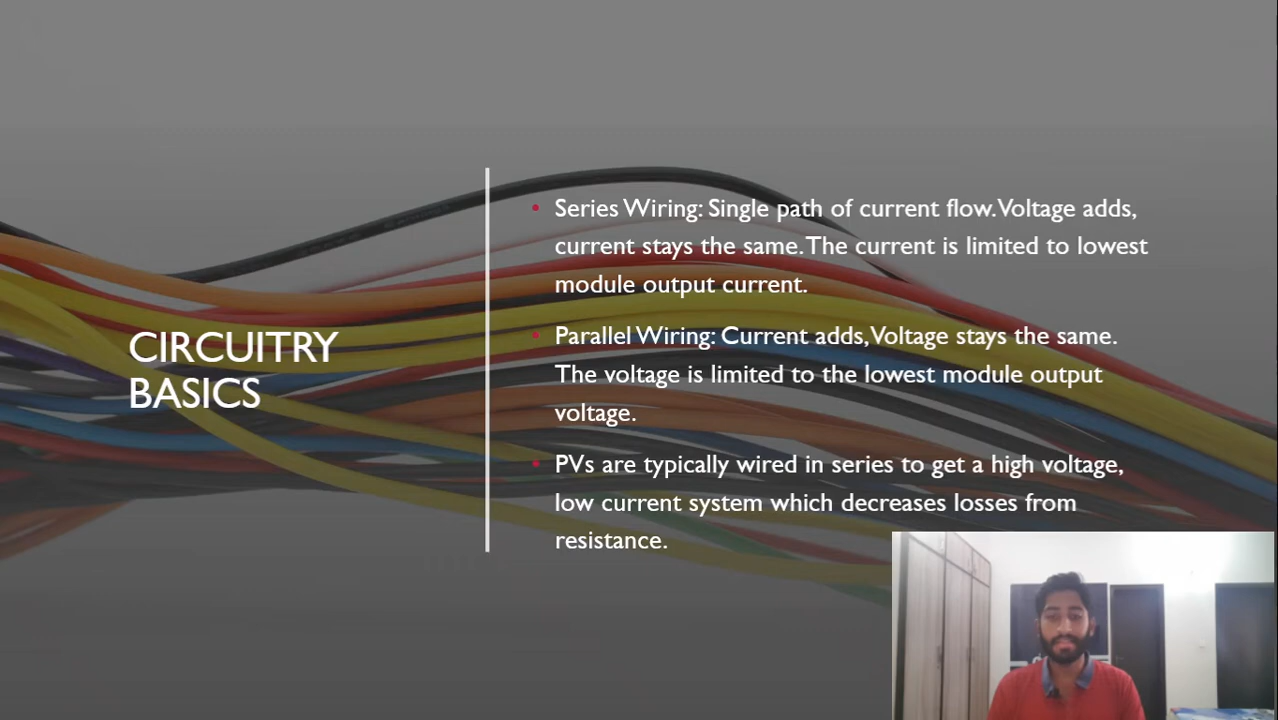 CIRCUITRY
BASICS
• Series Wiring: Single path of current flow. Voltage adds,
current stays the same. The current is limited to lowest
module output current.
• Parallel Wiring: Current adds, Voltage stays the same.
The voltage is limited to the lowest module output
voltage.
• PVs are typically wired in series to get a high voltage,
low current system which decreases losses from
resistance.